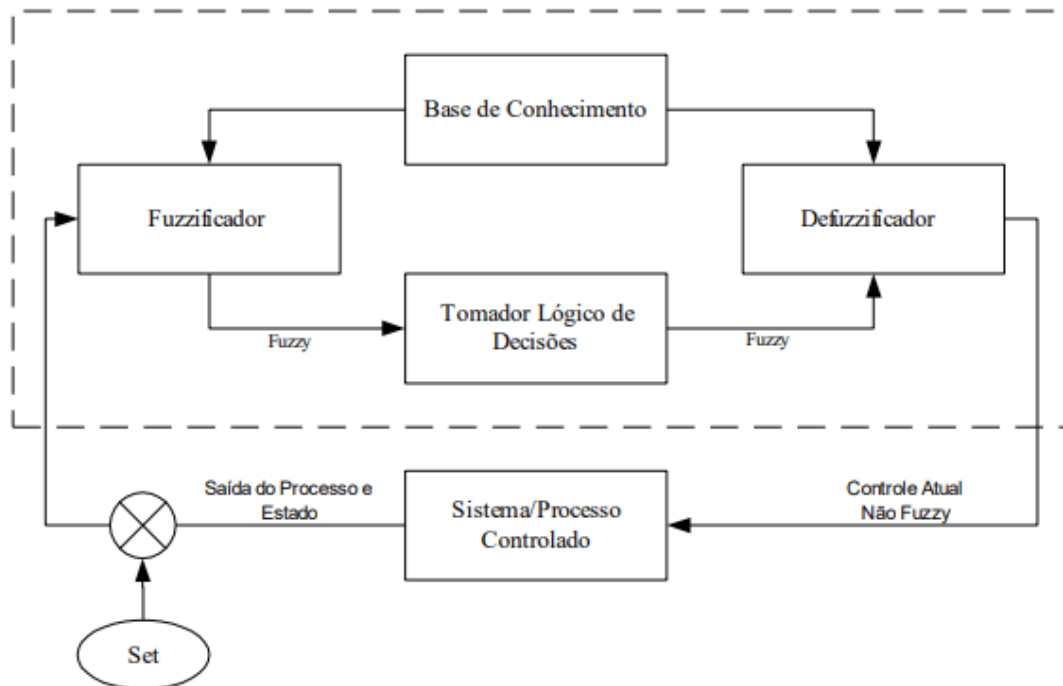 Base de Conhecimento
Fuzzificador
Defuzzificador
Tomador Lógico de
Decisões
Fuzzy
Fuzzy
Saída do Processo e
Estado
Sistema/Processo
Controlado
Controle Atual
Não Fuzzy
Set